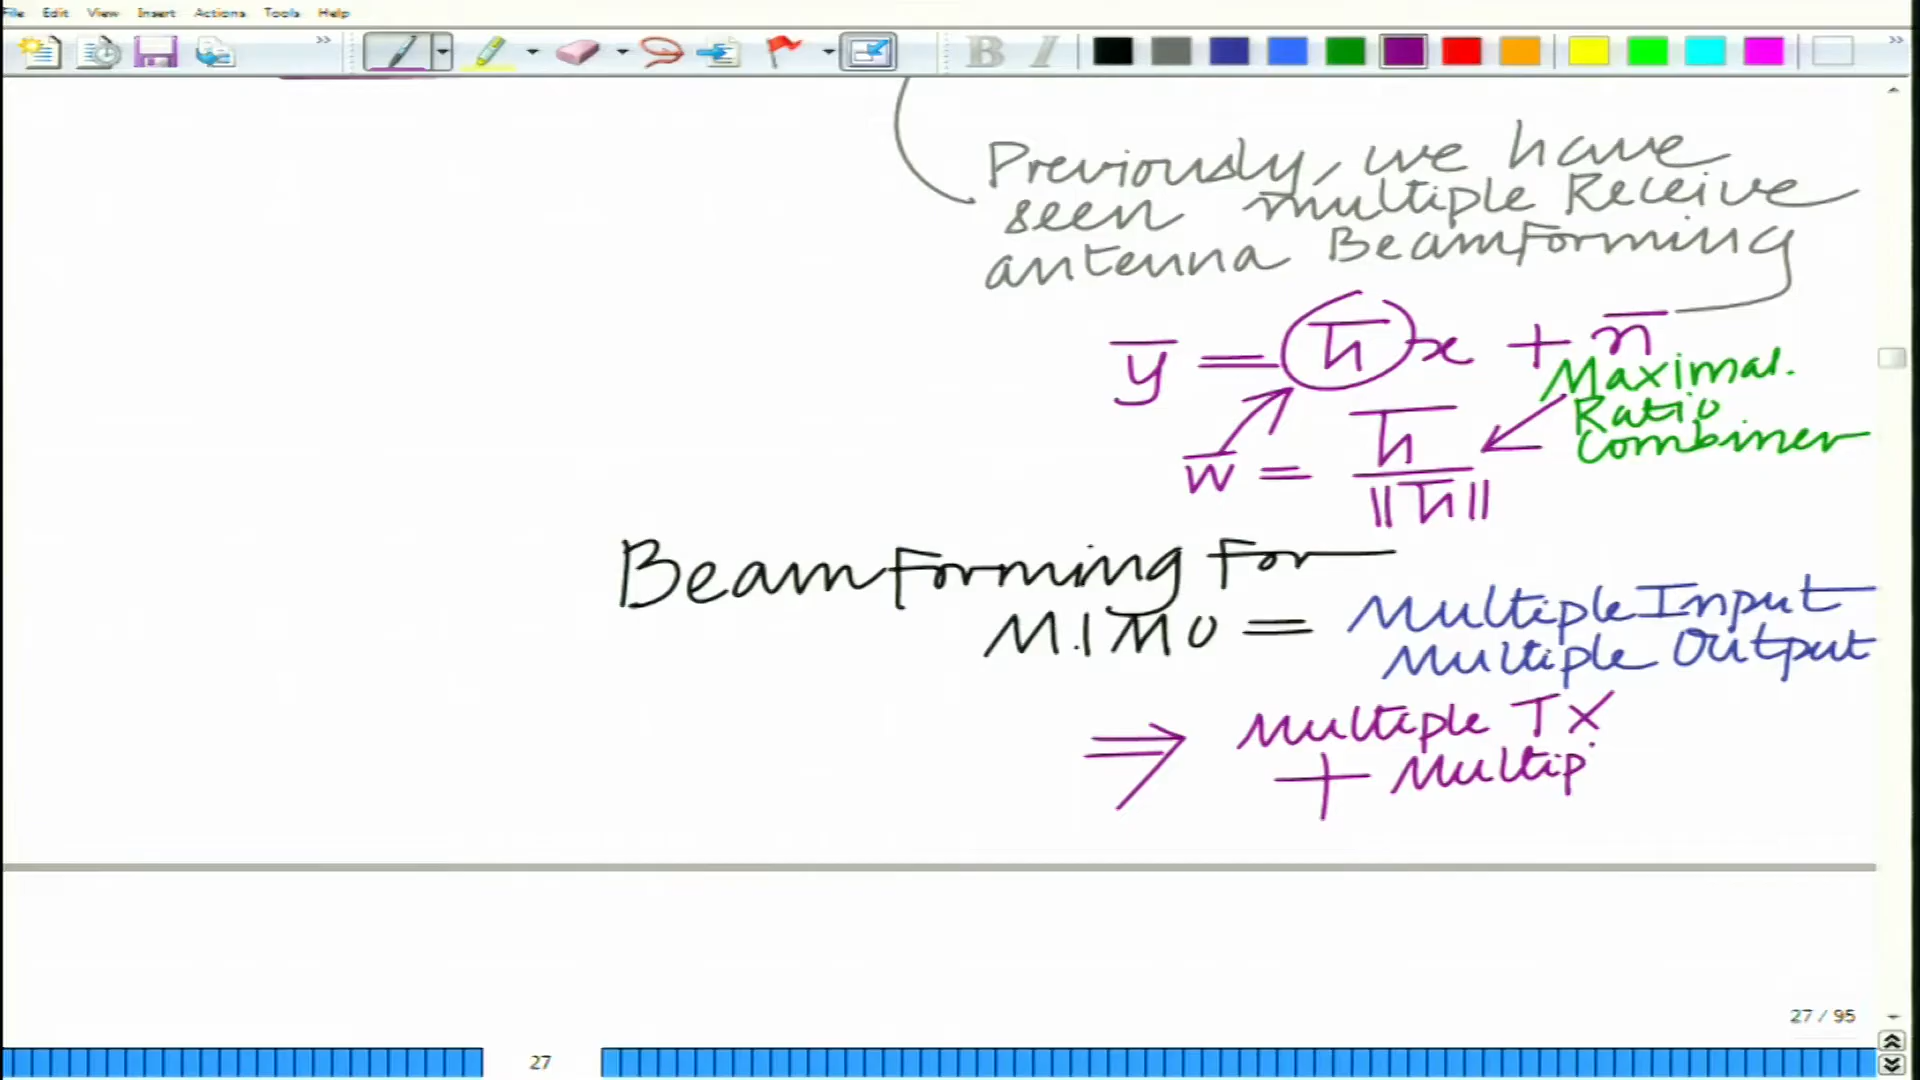 File Edit View Insert Actions Tools Help
B I
Previously, we have
seen multiple Receive
antenna Beamforming
y̅ = h̅x + n̅
Maximal.
Ratio
Combiner
w̅ = h̅ / ||h̅||
Beamforming For
M.IMO = Multiple Input
Multiple Output
⇒ Multiple TX
+ Multip
27 / 95
27